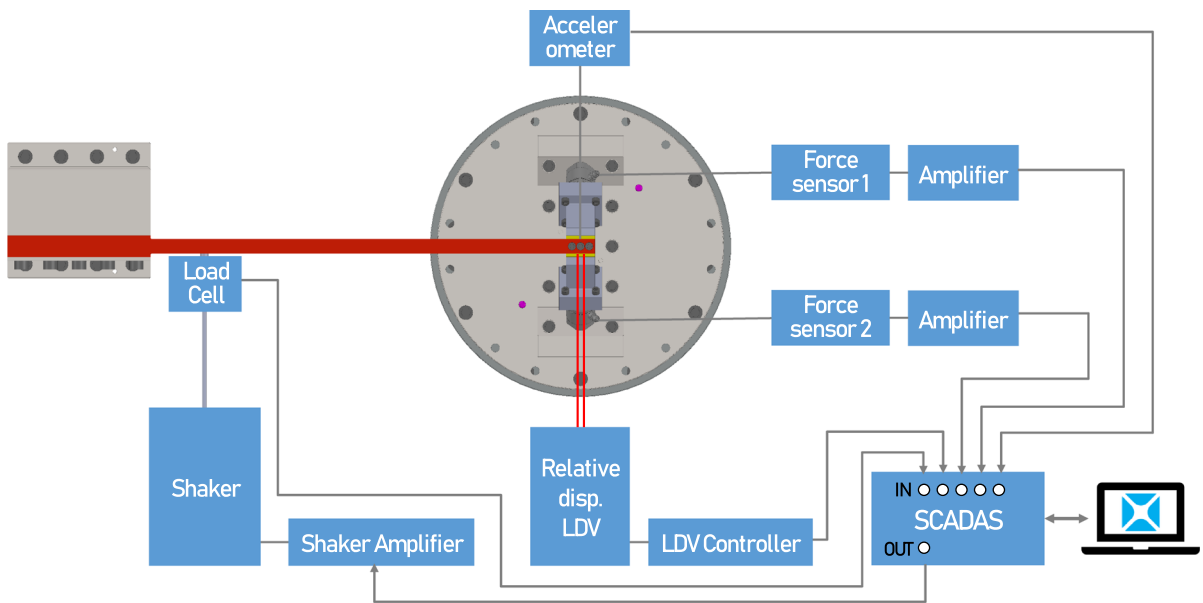 Acceler
ometer
Force
sensor 1
Amplifier
Load
Cell
Force
sensor 2
Amplifier
Shaker
Relative
disp.
LDV
IN
SCADAS
OUT
Shaker Amplifier
LDV Controller